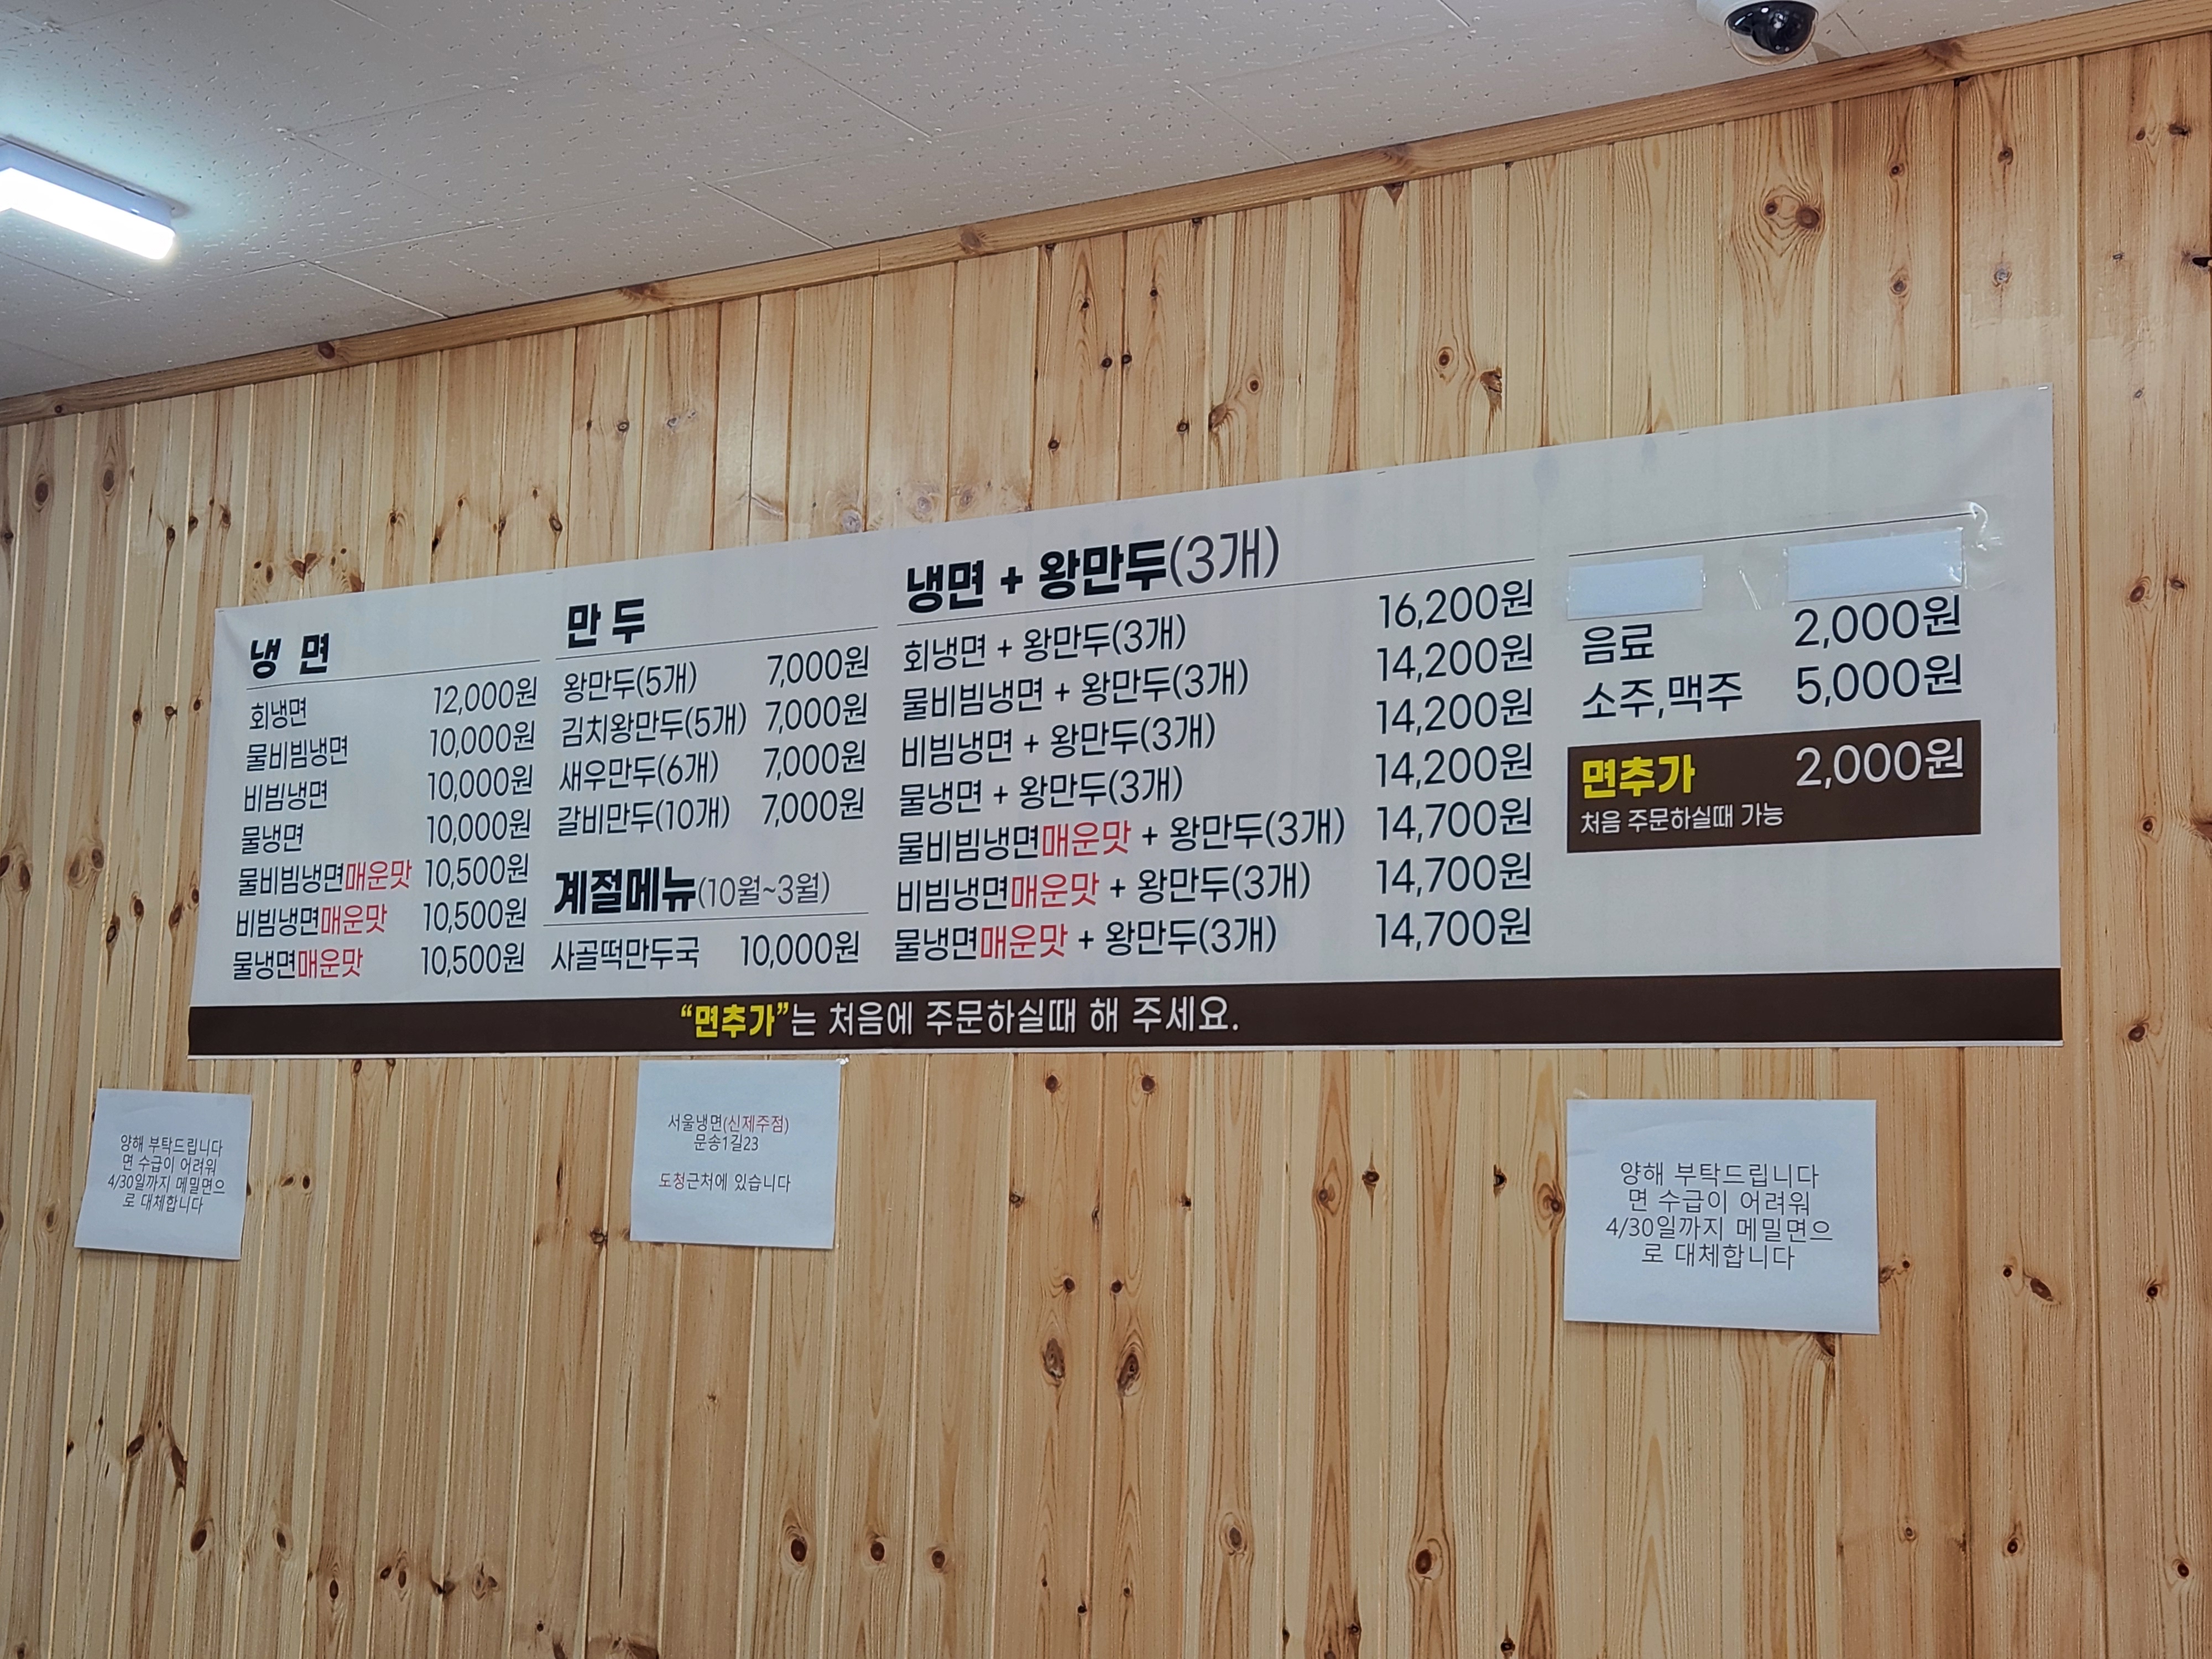 냉 면
회냉면 12,000원
물비빔냉면 10,000원
비빔냉면 10,000원
물냉면 10,000원
물비빔냉면매운맛 10,500원
비빔냉면매운맛 10,500원
물냉면매운맛 10,500원
만 두
왕만두(5개) 7,000원
김치왕만두(5개) 7,000원
새우만두(6개) 7,000원
갈비만두(10개) 7,000원
계절메뉴(10월~3월)
사골떡만두국 10,000원
냉면 + 왕만두(3개)
회냉면 + 왕만두(3개) 16,200원
물비빔냉면 + 왕만두(3개) 14,200원
비빔냉면 + 왕만두(3개) 14,200원
물냉면 + 왕만두(3개) 14,200원
물비빔냉면매운맛 + 왕만두(3개) 14,700원
비빔냉면매운맛 + 왕만두(3개) 14,700원
물냉면매운맛 + 왕만두(3개) 14,700원
음료 2,000원
소주,맥주 5,000원
면추가 2,000원
처음 주문하실때 가능
“면추가”는 처음에 주문하실때 해 주세요.
양해 부탁드립니다
면 수급이 어려워
4/30일까지 메밀면으
로 대체합니다
서울냉면(신제주점)
문송1길23
도청근처에 있습니다
양해 부탁드립니다
면 수급이 어려워
4/30일까지 메밀면으
로 대체합니다